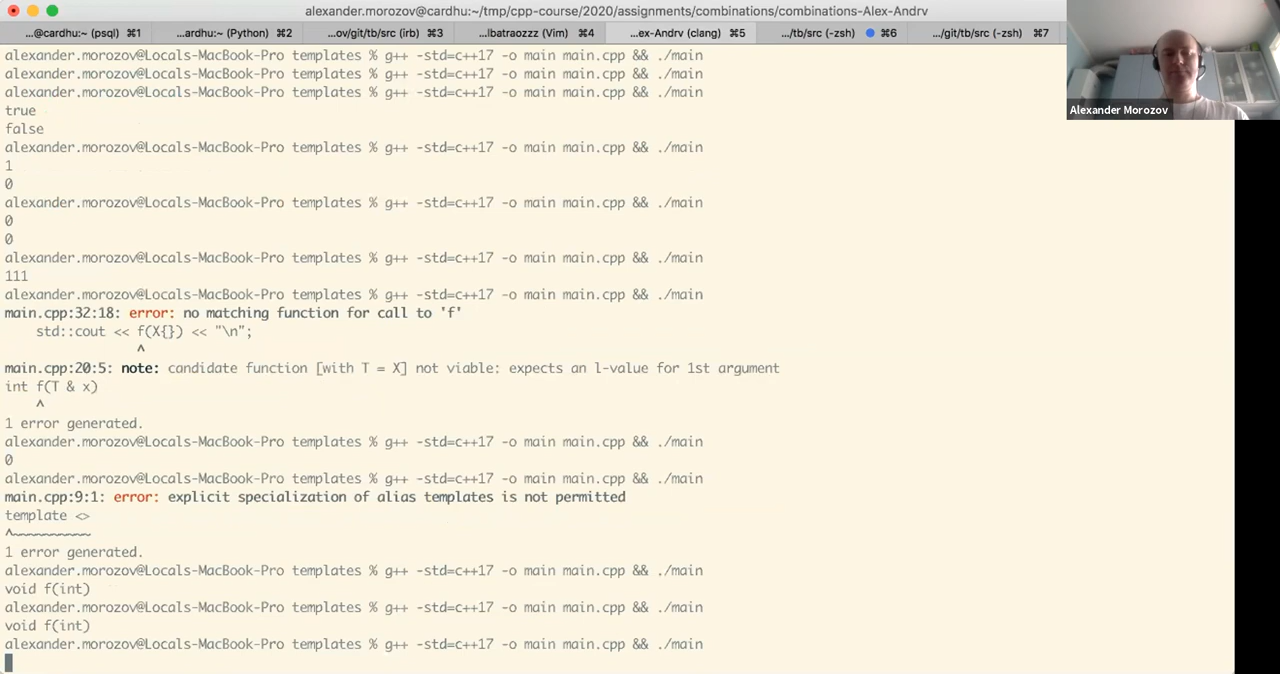 alexander.morozov@cardhu:~/tmp/cpp-course/2020/assignments/combinations/combinations-Alex-Andrv
...@cardhu:~ (psql) ⌘1 ...ardhu:~ (Python) ⌘2 ...ov/git/tb/src (irb) ⌘3 ...lbatraozzz (Vim) ⌘4 ...ex-Andrv (clang) ⌘5 .../tb/src (-zsh) ⌘6 .../git/tb/src (-zsh) ⌘7
alexander.morozov@Locals-MacBook-Pro templates % g++ -std=c++17 -o main main.cpp && ./main
alexander.morozov@Locals-MacBook-Pro templates % g++ -std=c++17 -o main main.cpp && ./main
alexander.morozov@Locals-MacBook-Pro templates % g++ -std=c++17 -o main main.cpp && ./main
true
false
alexander.morozov@Locals-MacBook-Pro templates % g++ -std=c++17 -o main main.cpp && ./main
1
0
alexander.morozov@Locals-MacBook-Pro templates % g++ -std=c++17 -o main main.cpp && ./main
0
0
alexander.morozov@Locals-MacBook-Pro templates % g++ -std=c++17 -o main main.cpp && ./main
111
alexander.morozov@Locals-MacBook-Pro templates % g++ -std=c++17 -o main main.cpp && ./main
main.cpp:32:18: error: no matching function for call to 'f'
std::cout << f(X{}) << "\n";
^
main.cpp:20:5: note: candidate function [with T = X] not viable: expects an l-value for 1st argument
int f(T & x)
^
1 error generated.
alexander.morozov@Locals-MacBook-Pro templates % g++ -std=c++17 -o main main.cpp && ./main
0
alexander.morozov@Locals-MacBook-Pro templates % g++ -std=c++17 -o main main.cpp && ./main
main.cpp:9:1: error: explicit specialization of alias templates is not permitted
template <>
^~~~~~~~~~~
1 error generated.
alexander.morozov@Locals-MacBook-Pro templates % g++ -std=c++17 -o main main.cpp && ./main
void f(int)
alexander.morozov@Locals-MacBook-Pro templates % g++ -std=c++17 -o main main.cpp && ./main
void f(int)
alexander.morozov@Locals-MacBook-Pro templates % g++ -std=c++17 -o main main.cpp && ./main
Alexander Morozov